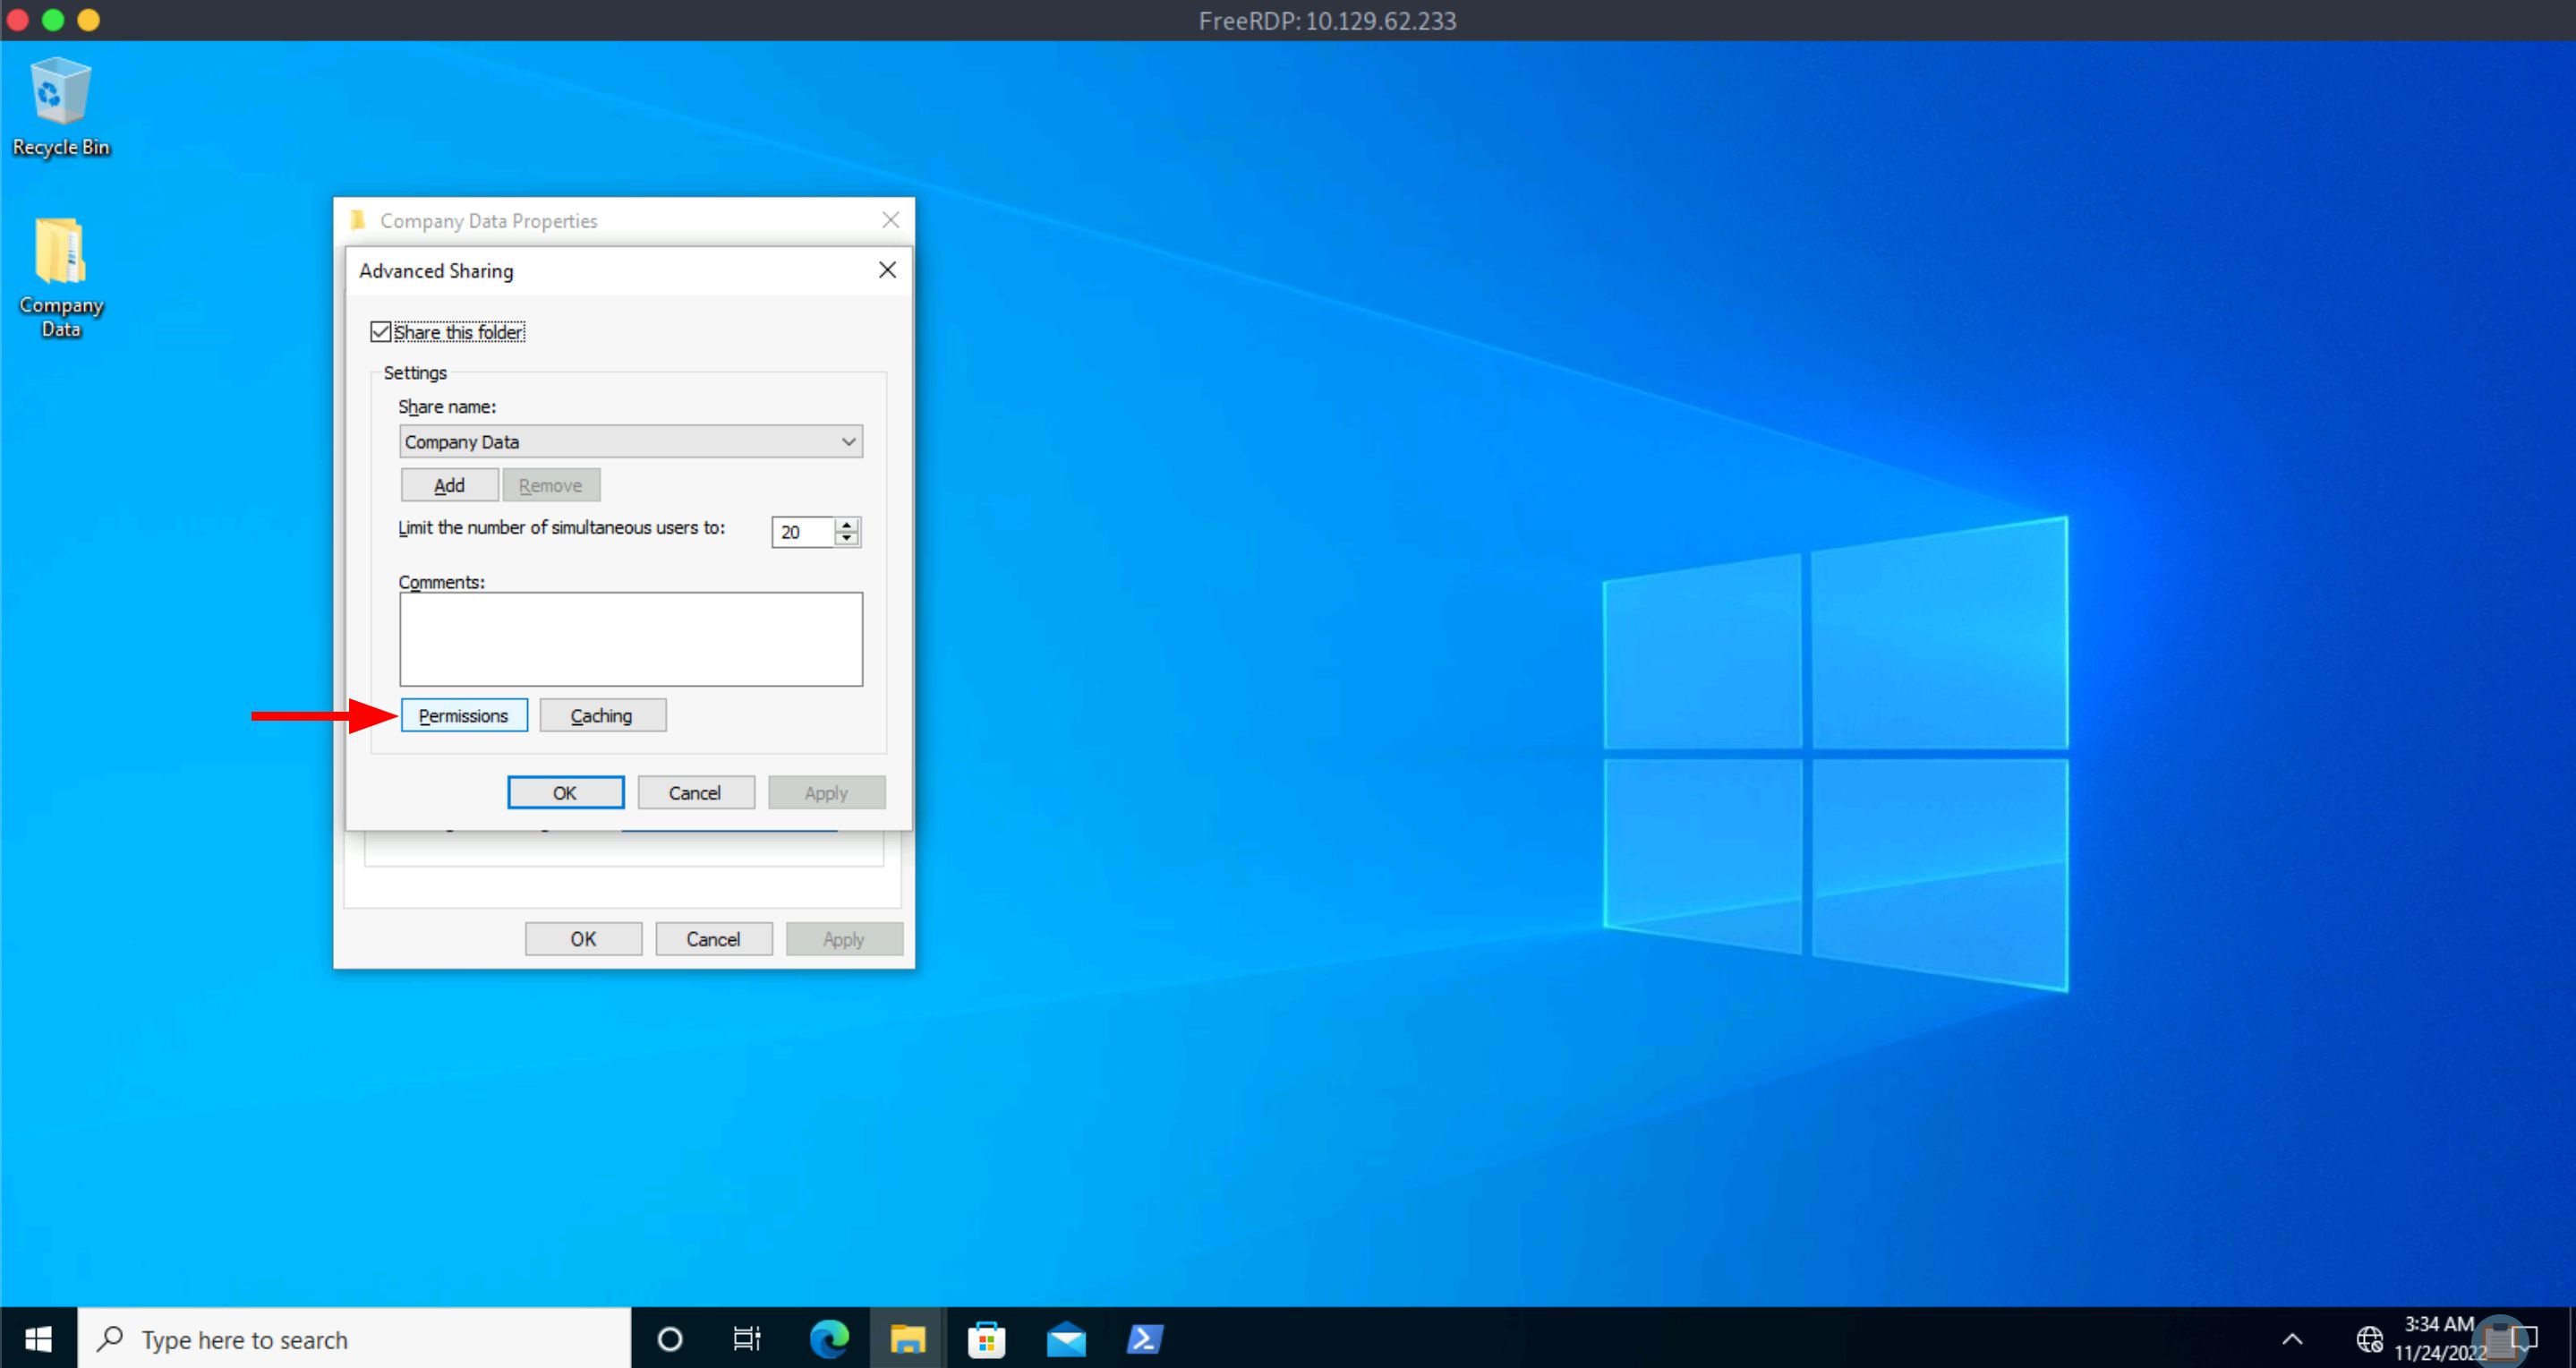 FreeRDP: 10.129.62.233
Recycle Bin
Company
Data
Company Data Properties
Advanced Sharing
Share this folder
Settings
Share name:
Company Data
Add
Remove
Limit the number of simultaneous users to:
20
Comments:
Permissions
Caching
OK
Cancel
Apply
OK
Cancel
Apply
Type here to search
3:34 AM
11/24/2022